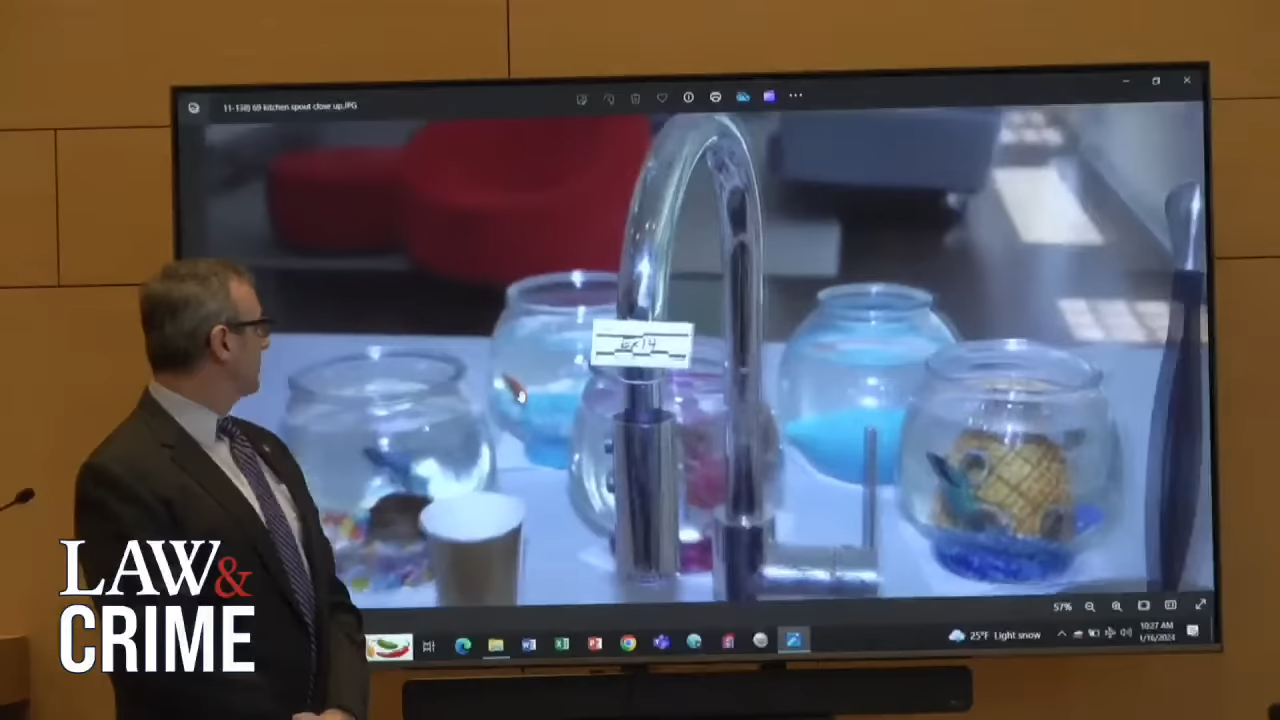 11-138) 69 kitchen spout close up.JPG
Ex14
57%
25°F Light snow
10:27 AM
1/16/2024
LAW&
CRIME